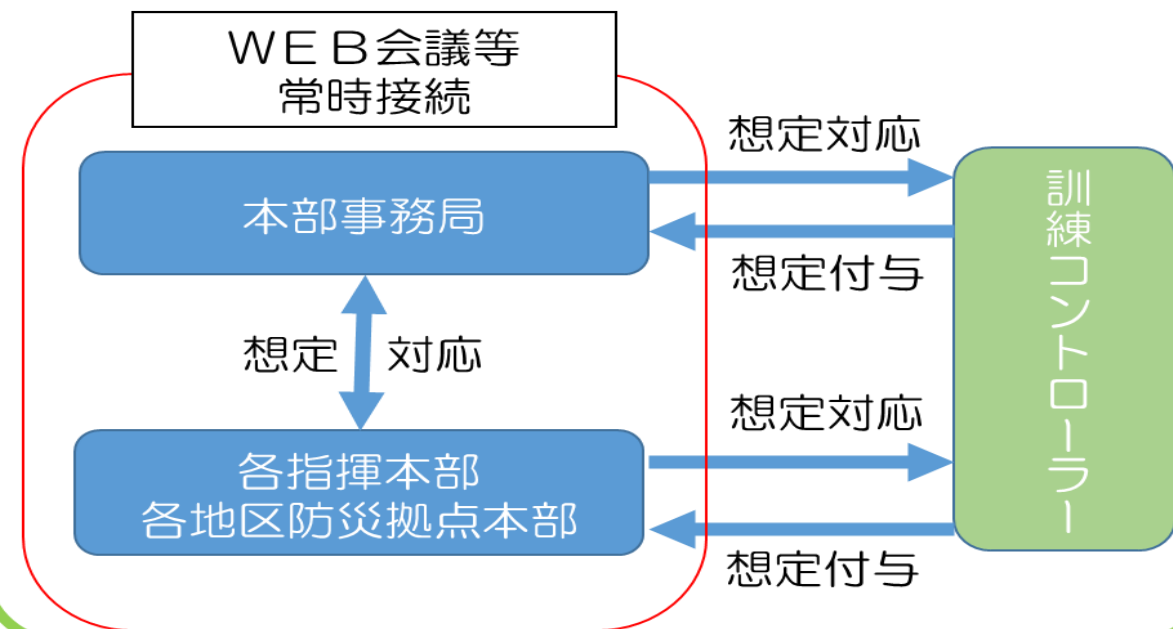 ＷＥＢ会議等
常時接続
本部事務局
想定対応
想定付与
想定 対応
各指揮本部
各地区防災拠点本部
想定対応
想定付与
訓練コントローラー